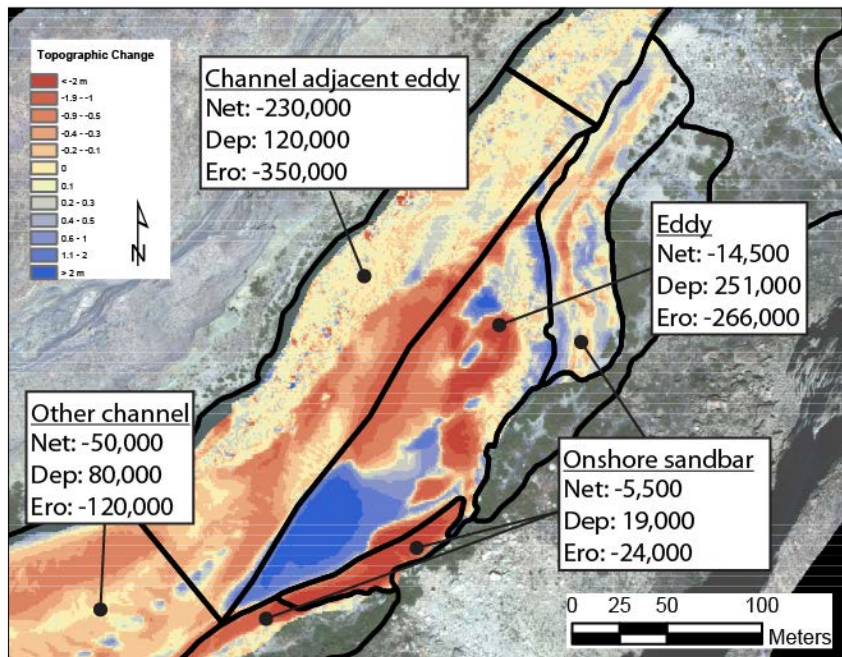 Topographic Change
< -2 m
-1.9 - -1
-0.9 - -0.5
-0.4 - -0.3
-0.2 - -0.1
0
0.1
0.2 - 0.3
0.4 - 0.5
0.6 - 1
1.1 - 2
> 2 m
N
Channel adjacent eddy
Net: -230,000
Dep: 120,000
Ero: -350,000
Eddy
Net: -14,500
Dep: 251,000
Ero: -266,000
Other channel
Net: -50,000
Dep: 80,000
Ero: -120,000
Onshore sandbar
Net: -5,500
Dep: 19,000
Ero: -24,000
0 25 50 100
Meters